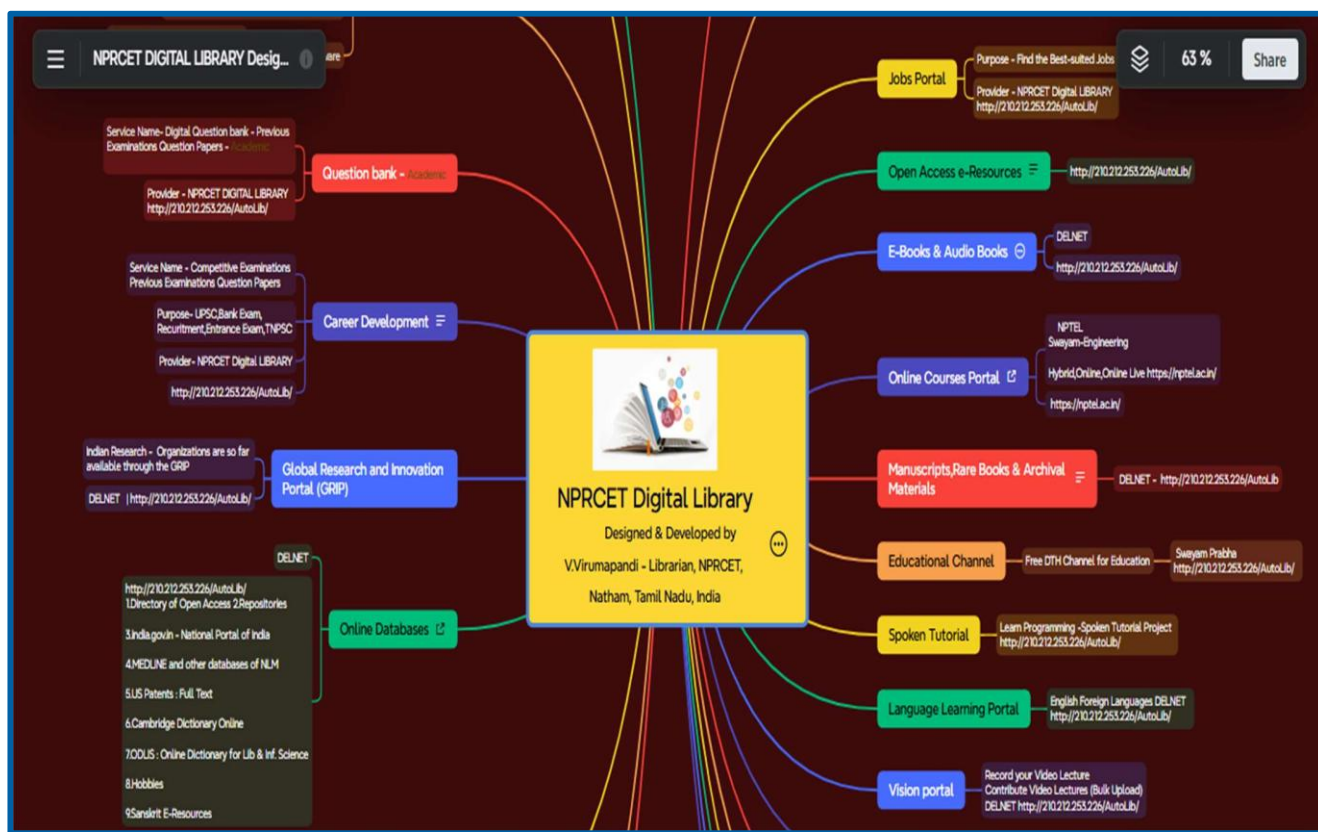 NPRCET DIGITAL LIBRARY Desig...
are
63 %
Share
Service Name- Digital Question bank - Previous
Examinations Question Papers - Academic
Provider - NPRCET DIGITAL LIBRARY
http://210.212.253.226/AutoLib/
Question bank - Academic
Service Name - Competitive Examinations
Previous Examinations Question Papers
Purpose- UPSC,Bank Exam,
Recuritment,Entrance Exam,TNPSC
Provider- NPRCET Digital LIBRARY
http://210.212.253.226/AutoLib/
Career Development
Indian Research - Organizations are so far
available through the GRIP
DELNET | http://210.212.253.226/AutoLib/
Global Research and Innovation
Portal (GRIP)
DELNET
http://210.212.253.226/AutoLib/
1.Directory of Open Access 2.Repositories
3.India.gov.in - National Portal of India
4.MEDLINE and other databases of NLM
5.US Patents : Full Text
6.Cambridge Dictionary Online
7.ODLIS : Online Dictionary for Lib & Inf. Science
8.Hobbies
9.Sanskrit E-Resources
Online Databases
NPRCET Digital Library
Designed & Developed by
V.Virumapandi - Librarian, NPRCET,
Natham, Tamil Nadu, India
Jobs Portal
Purpose - Find the Best-suited Jobs
Provider - NPRCET Digital LIBRARY
http://210.212.253.226/AutoLib/
Open Access e-Resources
http://210.212.253.226/AutoLib/
E-Books & Audio Books
DELNET
http://210.212.253.226/AutoLib/
Online Courses Portal
NPTEL
Swayam-Engineering
Hybrid,Online,Online Live https://nptel.ac.in/
https://nptel.ac.in/
Manuscripts,Rare Books & Archival
Materials
DELNET - http://210.212.253.226/AutoLib
Educational Channel
Free DTH Channel for Education
Swayam Prabha
http://210.212.253.226/AutoLib/
Spoken Tutorial
Learn Programming -Spoken Tutorial Project
http://210.212.253.226/AutoLib/
Language Learning Portal
English Foreign Languages DELNET
http://210.212.253.226/AutoLib/
Vision portal
Record your Video Lecture
Contribute Video Lectures (Bulk Upload)
DELNET http://210.212.253.226/AutoLib/